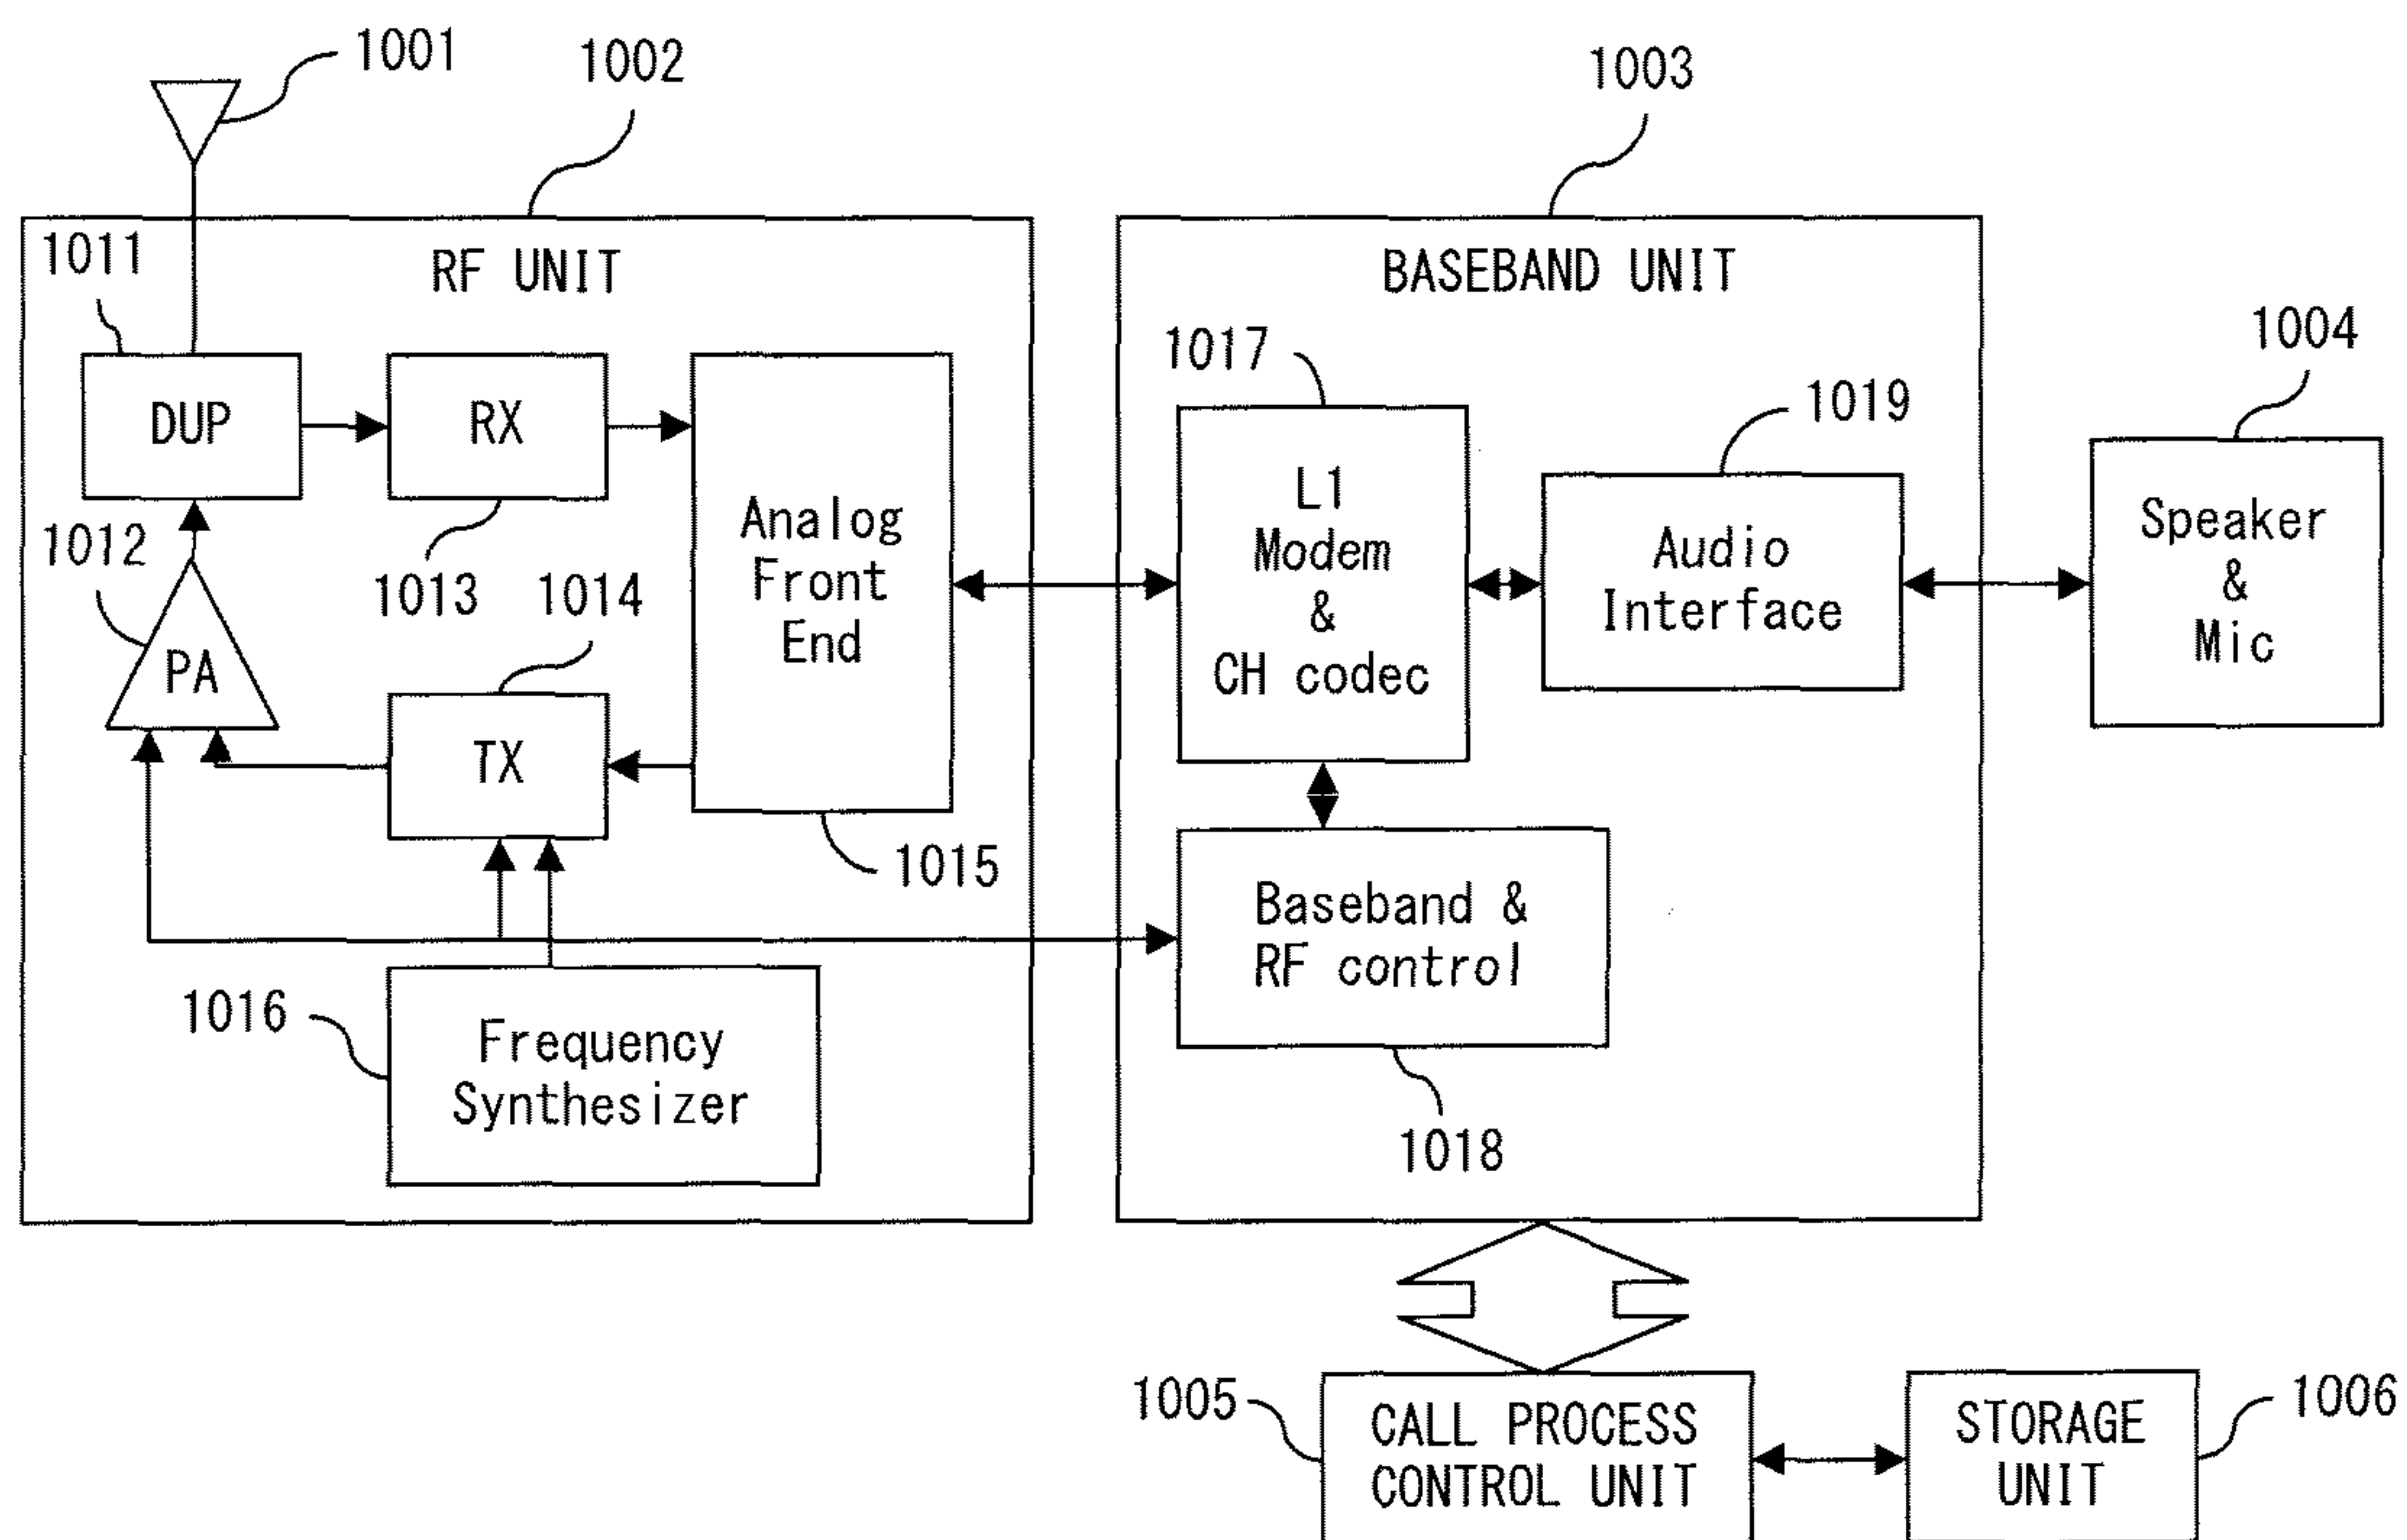 1001
1002
1003
1011
RF UNIT
BASEBAND UNIT
1017
1004
1019
DUP
RX
L1
Modem
&
CH codec
Analog
Front
End
1012
1013
1014
Audio
Interface
Speaker
&
Mic
PA
TX
1015
Baseband &
RF control
1016
Frequency
Synthesizer
1018
1005
CALL PROCESS
CONTROL UNIT
STORAGE
UNIT
1006